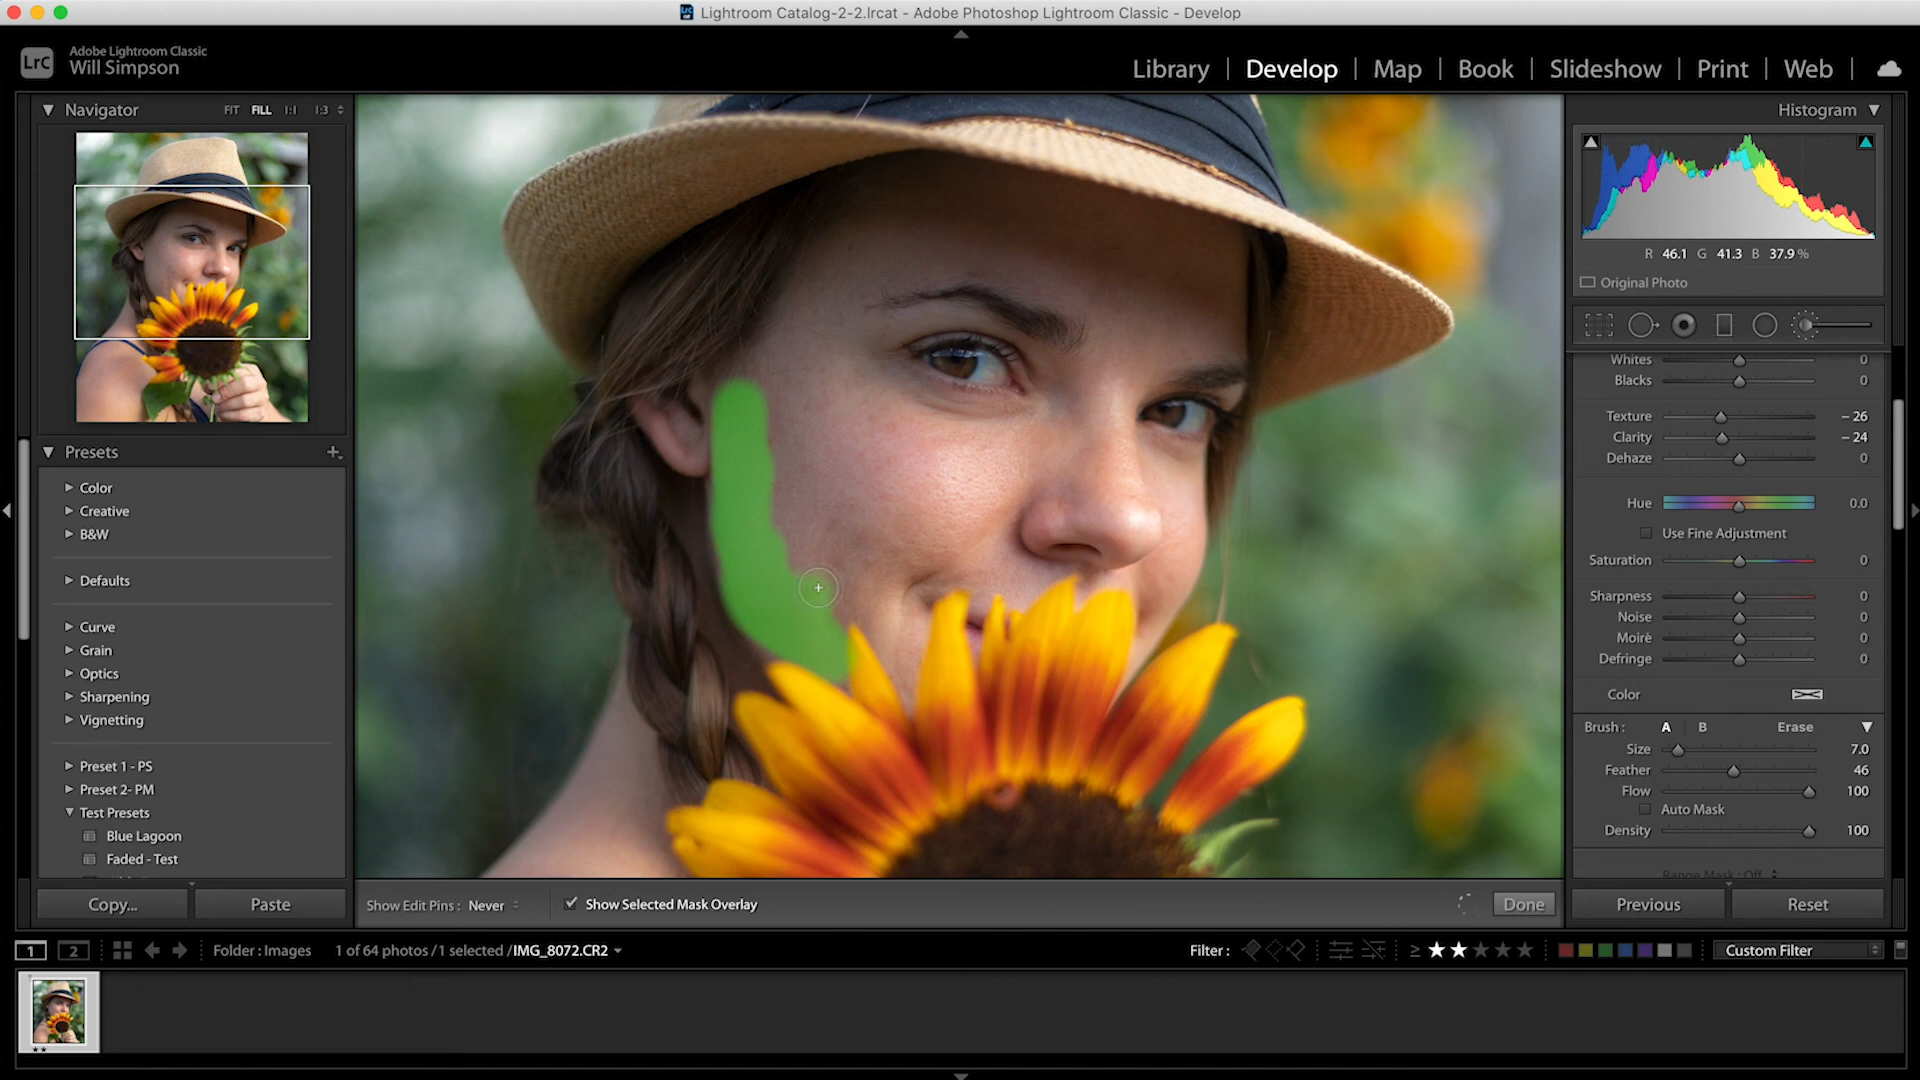 Lightroom Catalog-2-2.lrcat - Adobe Photoshop Lightroom Classic - Develop
LrC
Adobe Lightroom Classic
Will Simpson
Library | Develop | Map | Book | Slideshow | Print | Web |
Navigator FIT FILL 1:1 1:3
Histogram
R 46.1 G 41.3 B 37.9 %
Original Photo
Whites 0
Blacks 0
Texture – 26
Clarity – 24
Dehaze 0
Hue 0.0
Use Fine Adjustment
Saturation 0
Sharpness 0
Noise 0
Moiré 0
Defringe 0
Color
Brush : A B Erase
Size 7.0
Feather 46
Flow 100
Auto Mask
Density 100
Range Mask : Off
Previous Reset
Presets
Color
Creative
B&W
Defaults
Curve
Grain
Optics
Sharpening
Vignetting
Preset 1 - PS
Preset 2- PM
Test Presets
Blue Lagoon
Faded - Test
Copy... Paste
Show Edit Pins : Never Show Selected Mask Overlay Done
1 2 Folder : Images 1 of 64 photos / 1 selected / IMG_8072.CR2 Filter : ≥ Custom Filter